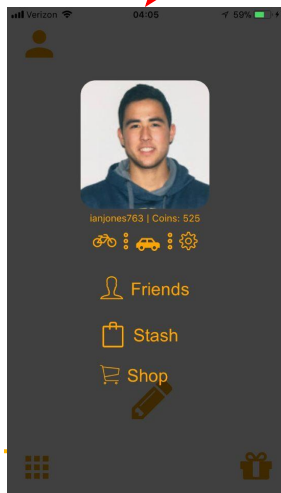 Verizon 04:05 59%
ianjones763 | Coins: 525
Friends
Stash
Shop